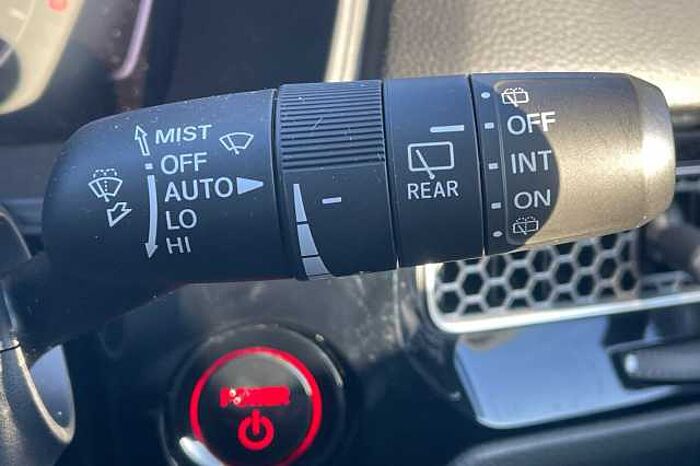 MIST
OFF
AUTO
LO
HI
REAR
OFF
INT
ON
POWER